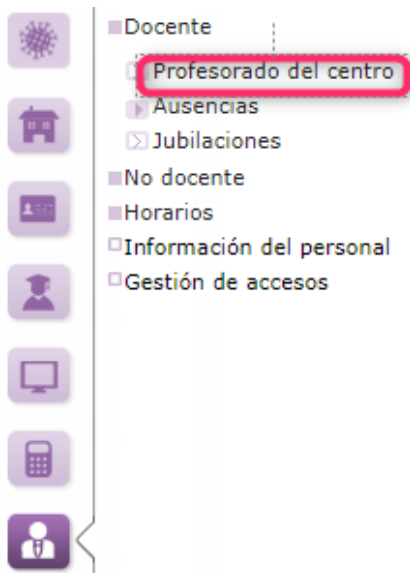 Docente
Profesorado del centro
Ausencias
Jubilaciones
No docente
Horarios
Información del personal
Gestión de accesos